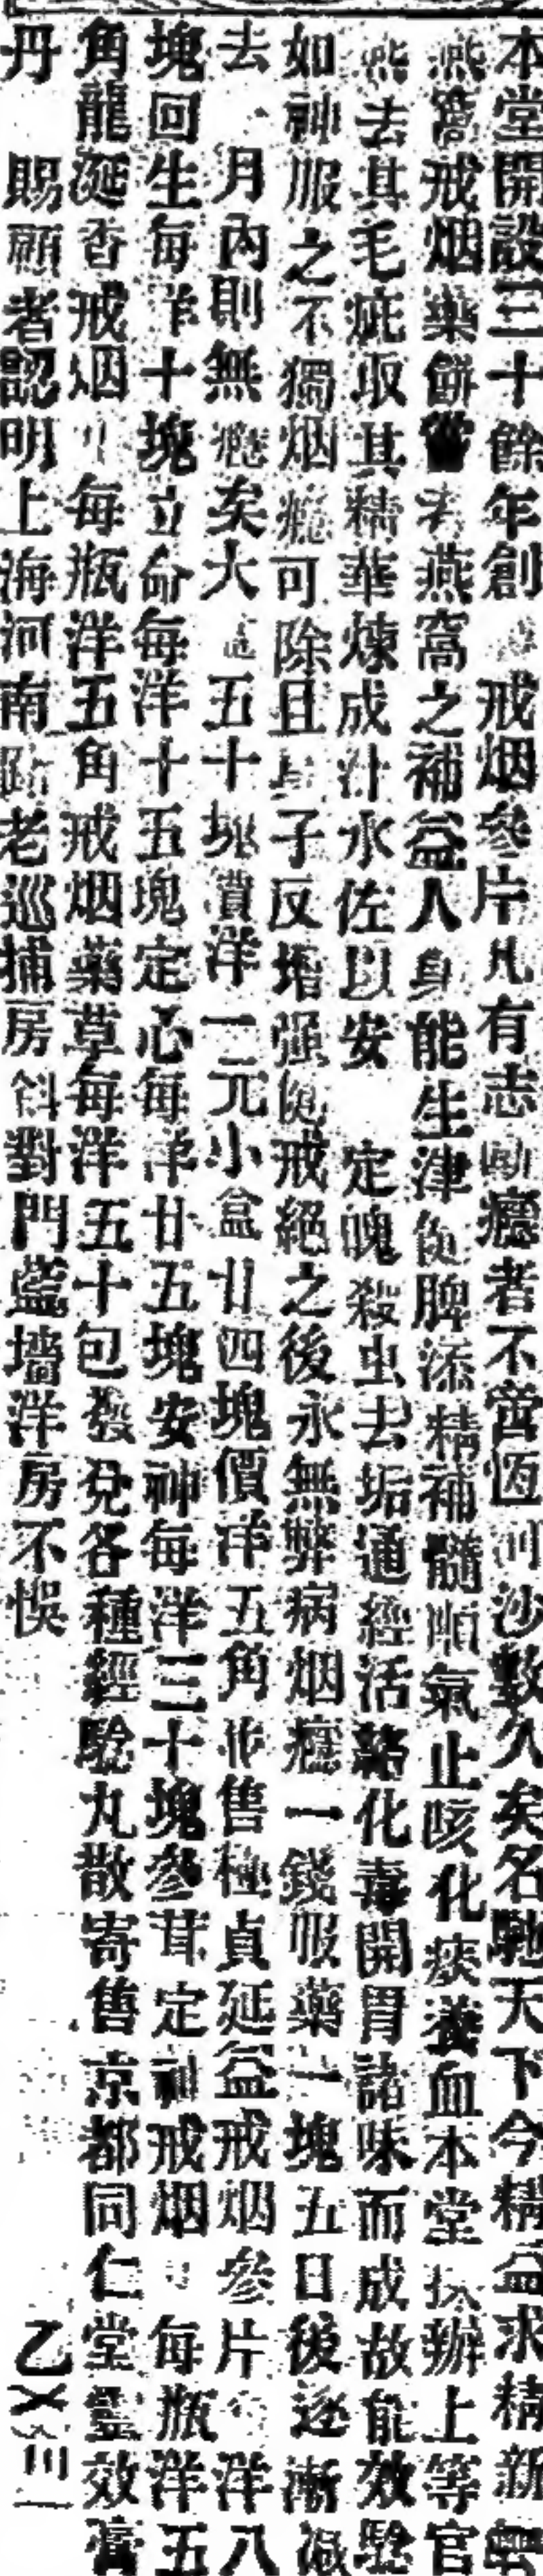 本堂開設三十餘年創戒烟參片凡有志斷癮者不啻恆河沙數久矣名馳天下今精益求精新
燕窩戒烟藥餅燕窩之補益人身能生津健脾添精補髓順氣止咳化痰養血本堂採辦上等官
燕去其毛疵取其精華煉成汁水佐以安定魄殺虫去垢通經活絡化毒開胃諸味而成故能效騐
如神服之不獨烟癮可除且身子反增强健戒絕之後永無弊病烟癮一錢服藥一塊五日後逐漸減
去月內則無癮矣大盒五十塊賣洋一元小盒廿四塊價洋五角兼售種貞延益戒烟參片洋八
塊回生每洋十塊立命每洋十五塊定心每洋廿五塊安神每洋三十塊參茸定神戒烟每瓶洋五
角龍涎香戒烟每瓶洋五角戒烟藥草每洋五十包發兌各種經騐丸散寄售京都同仁堂靈效膏
丹 賜顧者認明上海河南路老巡捕房斜對門藍墻洋房不悞 乙